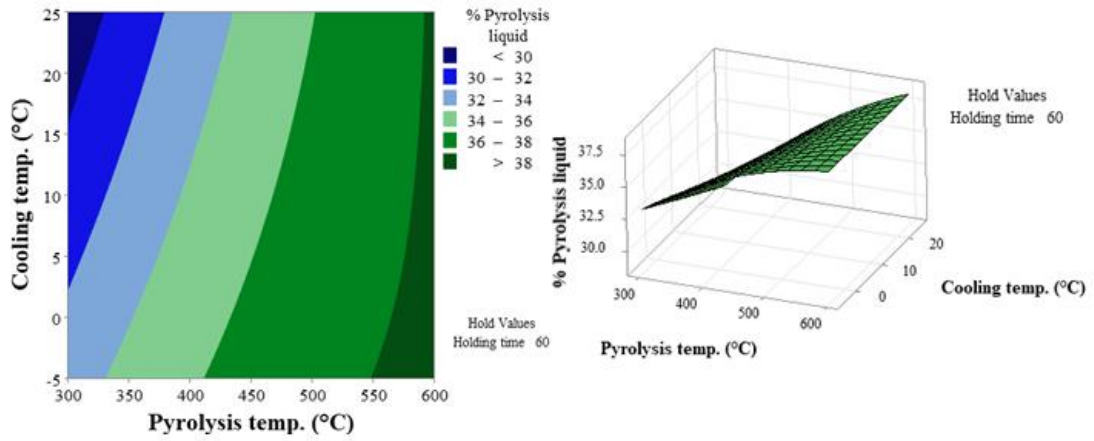 % Pyrolysis
liquid
< 30
30 – 32
32 – 34
34 – 36
36 – 38
> 38
Cooling temp. (°C)
25
20
15
10
5
0
-5
300 350 400 450 500 550 600
Pyrolysis temp. (°C)
Hold Values
Holding time 60
Hold Values
Holding time 60
% Pyrolysis liquid
37.5
35.0
32.5
30.0
300
400
500
600
Pyrolysis temp. (°C)
20
10
0
Cooling temp. (°C)